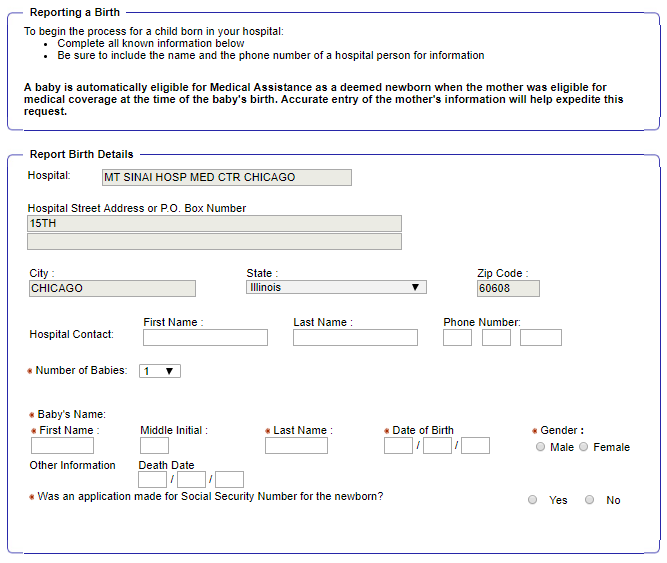 Reporting a Birth
To begin the process for a child born in your hospital:
• Complete all known information below
• Be sure to include the name and the phone number of a hospital person for information
A baby is automatically eligible for Medical Assistance as a deemed newborn when the mother was eligible for
medical coverage at the time of the baby's birth. Accurate entry of the mother's information will help expedite this
request.
Report Birth Details
Hospital: MT SINAI HOSP MED CTR CHICAGO
Hospital Street Address or P.O. Box Number
15TH
City : State : Zip Code :
CHICAGO Illinois ▼ 60608
First Name : Last Name : Phone Number:
Hospital Contact:
* Number of Babies: 1 ▼
* Baby's Name:
* First Name : Middle Initial : * Last Name : * Date of Birth * Gender :
/ / Male Female
Other Information Death Date
/ /
* Was an application made for Social Security Number for the newborn? Yes No